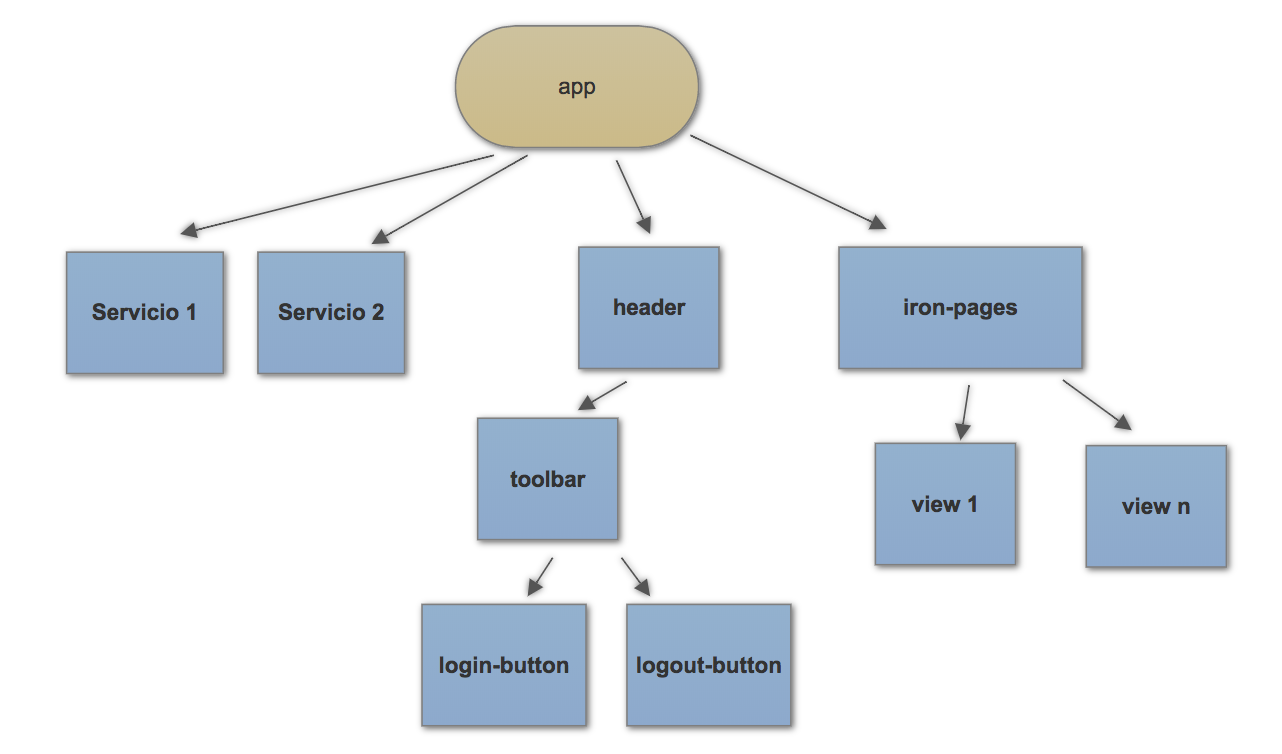 app
Servicio 1
Servicio 2
header
iron-pages
toolbar
view 1
view n
login-button
logout-button